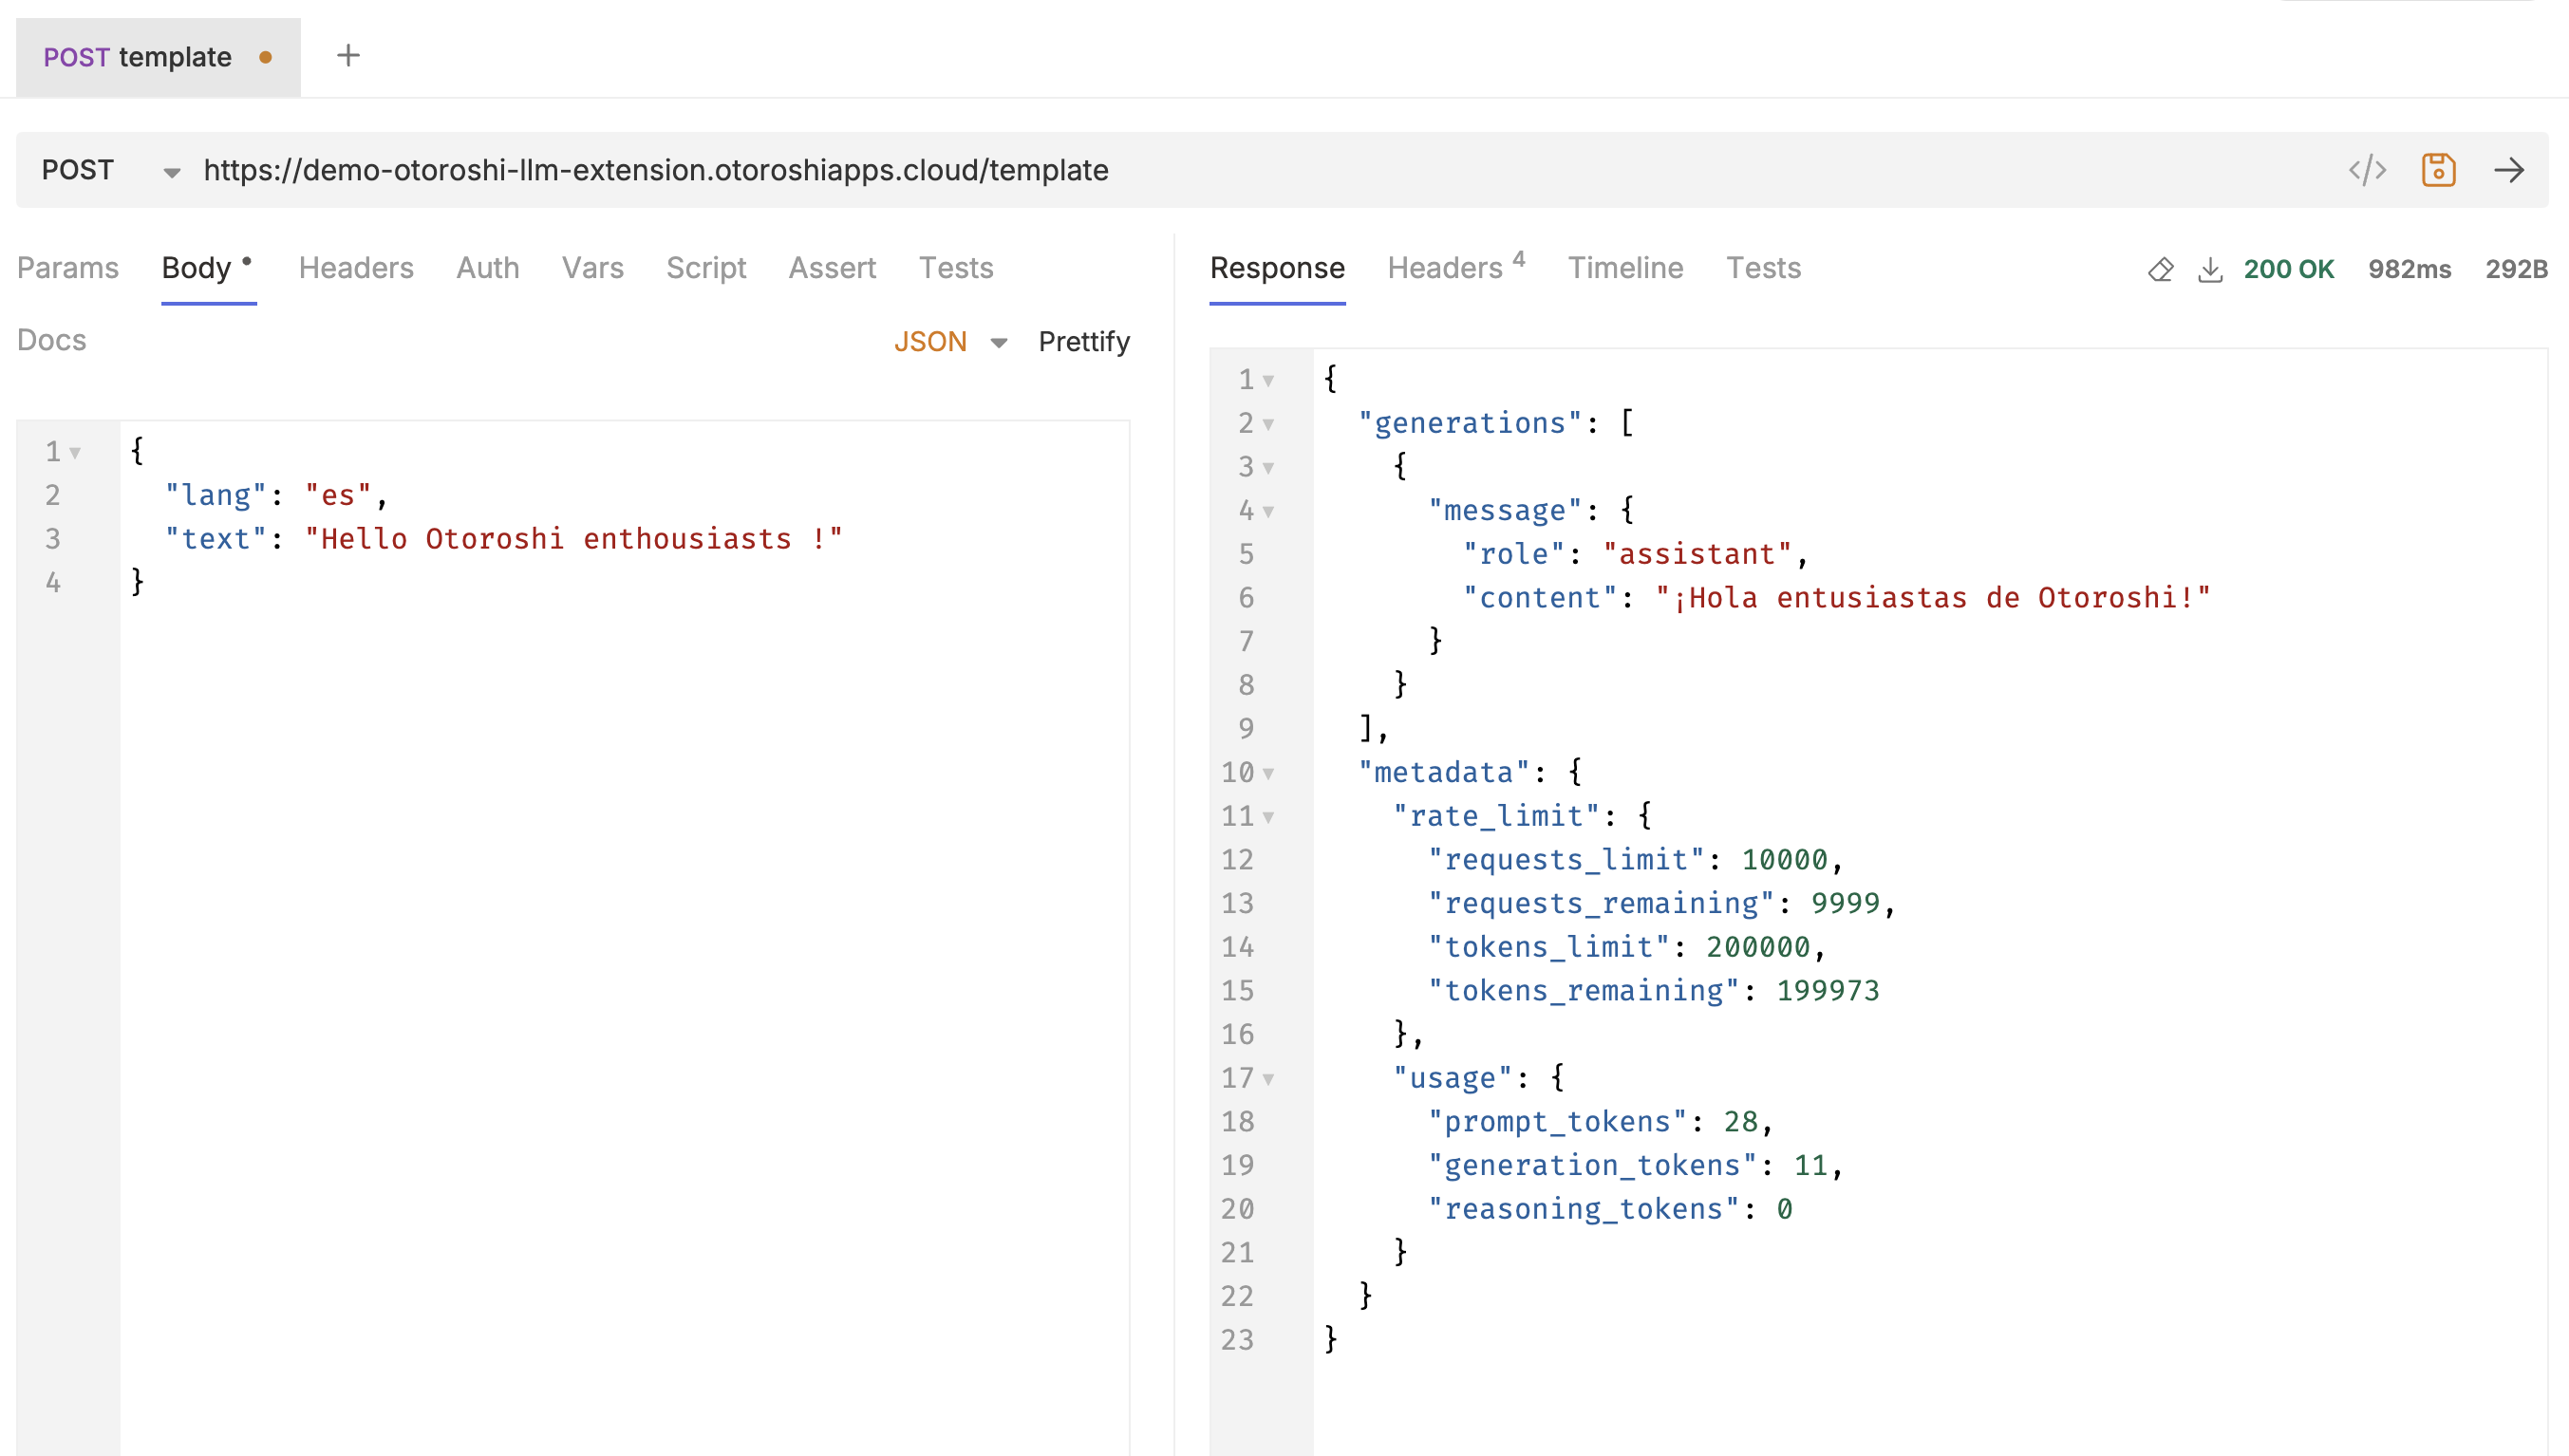 POST template
POST https://demo-otoroshi-llm-extension.otoroshiapps.cloud/template
Params Body Headers Auth Vars Script Assert Tests
Docs JSON Prettify
1 {
2 "lang": "es",
3 "text": "Hello Otoroshi enthousiasts !"
4 }
Response Headers 4 Timeline Tests 200 OK 982ms 292B
1 {
2 "generations": [
3 {
4 "message": {
5 "role": "assistant",
6 "content": "¡Hola entusiastas de Otoroshi!"
7 }
8 }
9 ],
10 "metadata": {
11 "rate_limit": {
12 "requests_limit": 10000,
13 "requests_remaining": 9999,
14 "tokens_limit": 200000,
15 "tokens_remaining": 199973
16 },
17 "usage": {
18 "prompt_tokens": 28,
19 "generation_tokens": 11,
20 "reasoning_tokens": 0
21 }
22 }
23 }